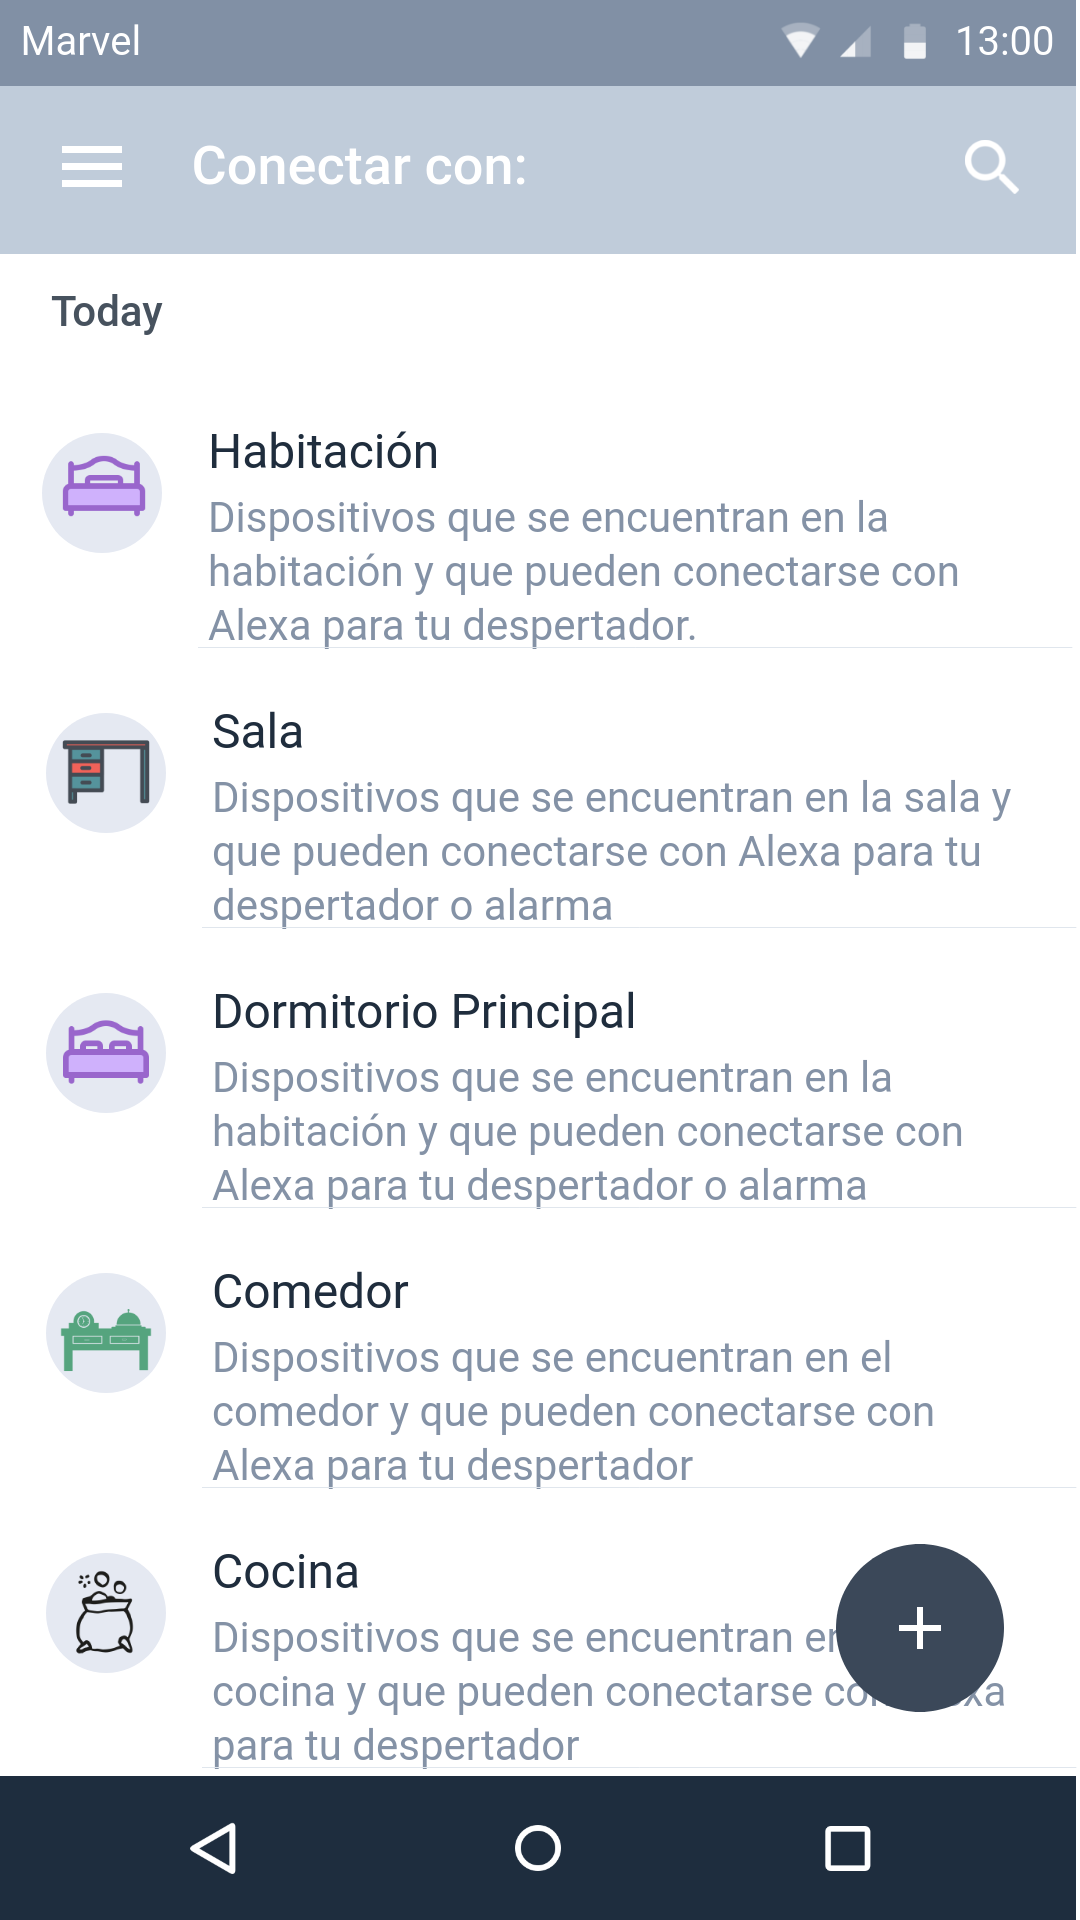 Marvel 13:00
Conectar con:
Today
Habitación
Dispositivos que se encuentran en la
habitación y que pueden conectarse con
Alexa para tu despertador.
Sala
Dispositivos que se encuentran en la sala y
que pueden conectarse con Alexa para tu
despertador o alarma
Dormitorio Principal
Dispositivos que se encuentran en la
habitación y que pueden conectarse con
Alexa para tu despertador o alarma
Comedor
Dispositivos que se encuentran en el
comedor y que pueden conectarse con
Alexa para tu despertador
Cocina
Dispositivos que se encuentran
cocina y que pueden conectarse
para tu despertador